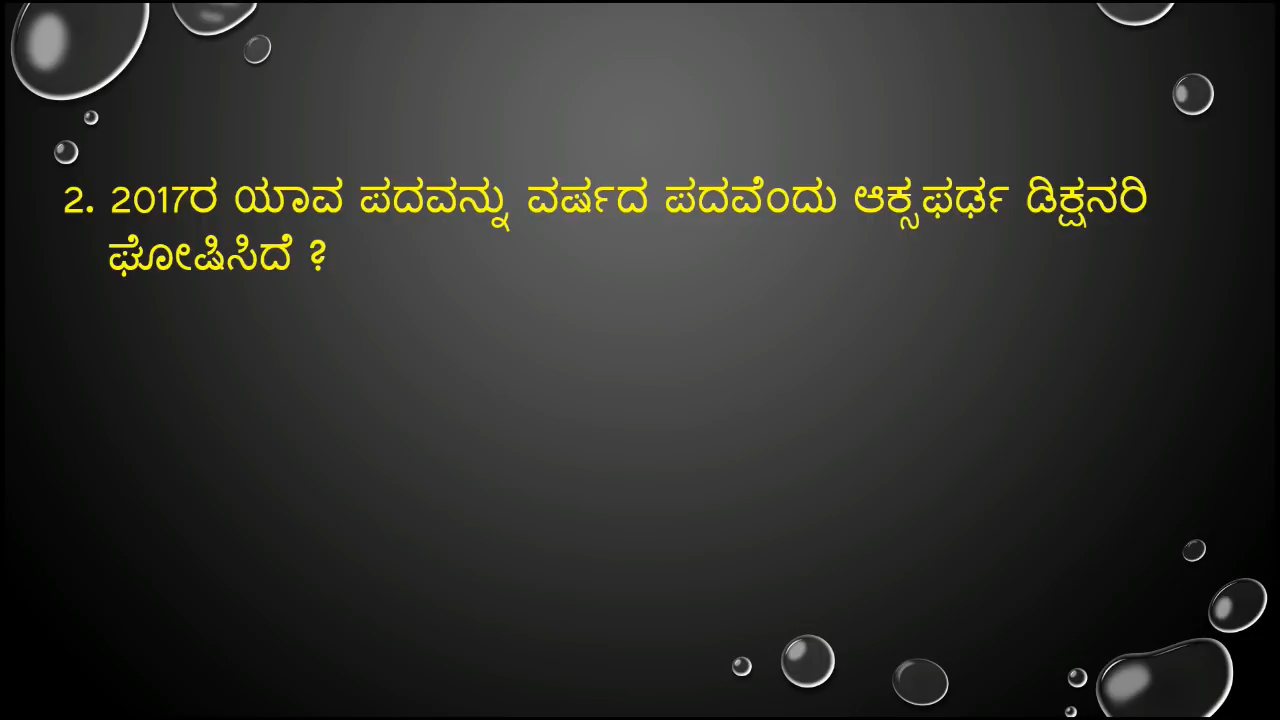 2. 2017ರ ಯಾವ ಪದವನ್ನು ವರ್ಷದ ಪದವೆಂದು ಆಕ್ಸಫರ್ಡ ಡಿಕ್ಷನರಿ
ಘೋಷಿಸಿದೆ ?